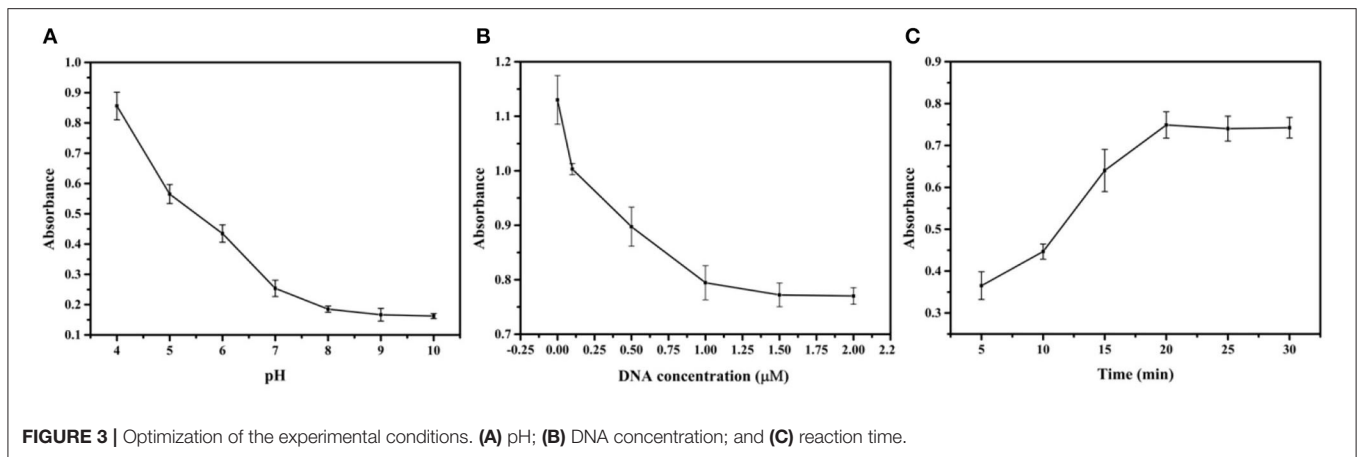 A
B
C
1.0
0.9
0.8
0.7
0.6
0.5
0.4
0.3
0.2
0.1
Absorbance
4 5 6 7 8 9 10
pH
1.2
1.1
1.0
0.9
0.8
0.7
Absorbance
-0.25 0.00 0.25 0.50 0.75 1.00 1.25 1.50 1.75 2.00 2.2
DNA concentration (μM)
0.9
0.8
0.7
0.6
0.5
0.4
0.3
Absorbance
5 10 15 20 25 30
Time (min)
FIGURE 3 | Optimization of the experimental conditions. (A) pH; (B) DNA concentration; and (C) reaction time.